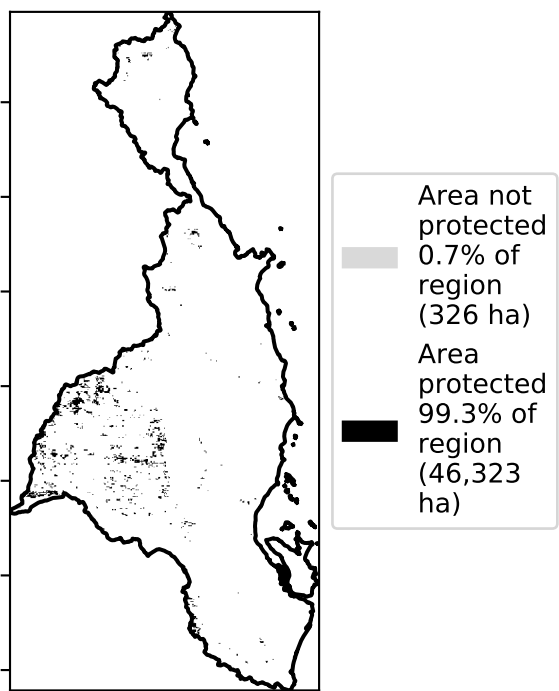 Area not
protected
0.7% of
region
(326 ha)
Area
protected
99.3% of
region
(46,323
ha)